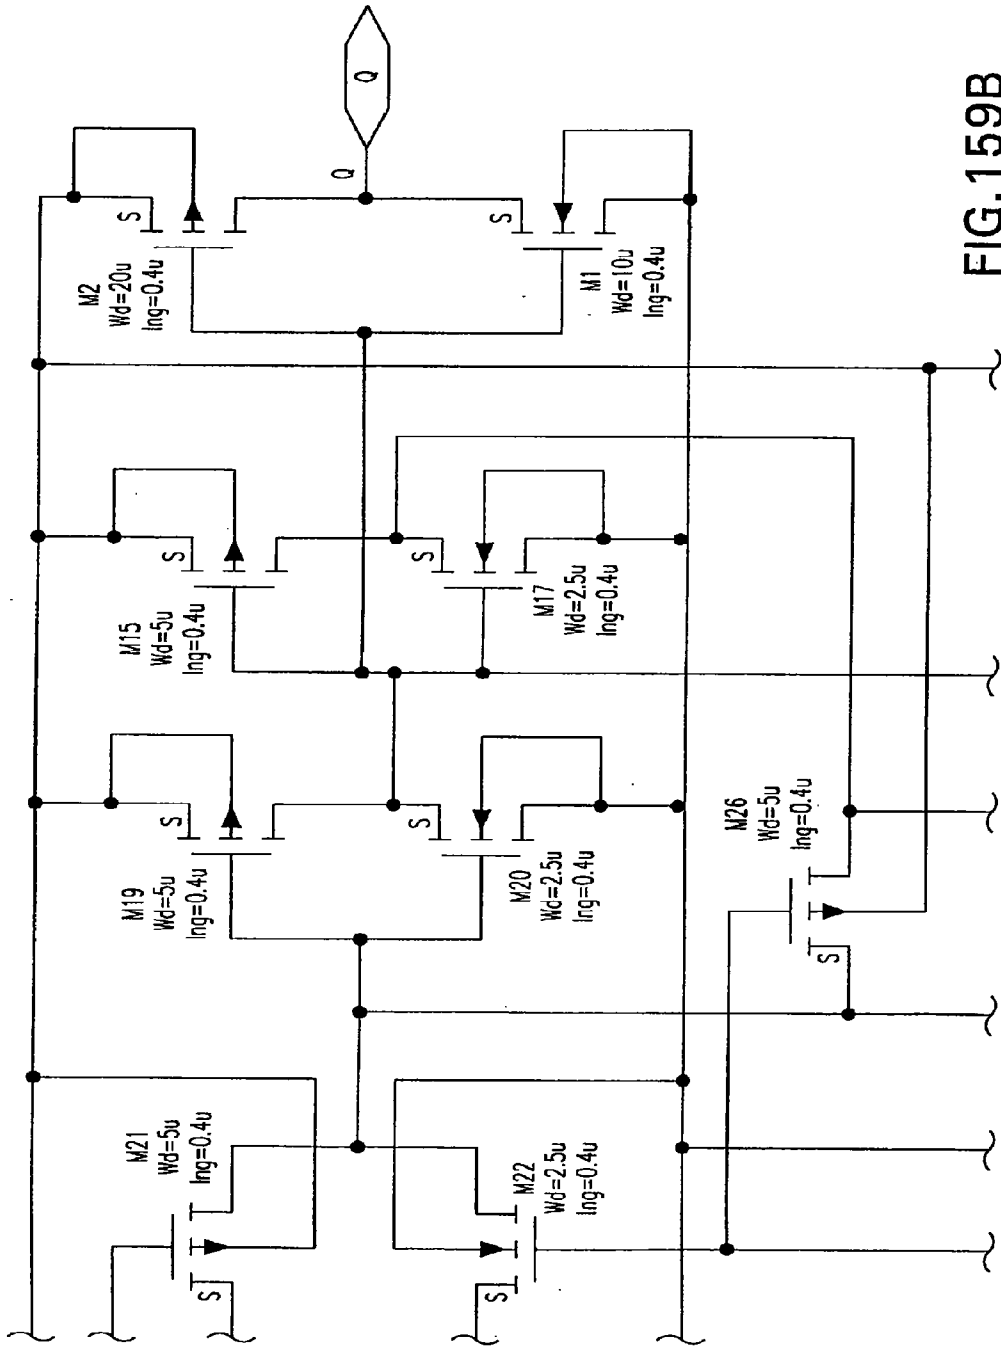 Q
Q
S
M2
Wd=20u
lng=0.4u
S
M1
Wd=10u
lng=0.4u
FIG.159B
S
M15
Wd=5u
lng=0.4u
S
M17
Wd=2.5u
lng=0.4u
S
M19
Wd=5u
lng=0.4u
S
M20
Wd=2.5u
lng=0.4u
M26
Wd=5u
lng=0.4u
S
M21
Wd=5u
lng=0.4u
S
M22
Wd=2.5u
lng=0.4u
S